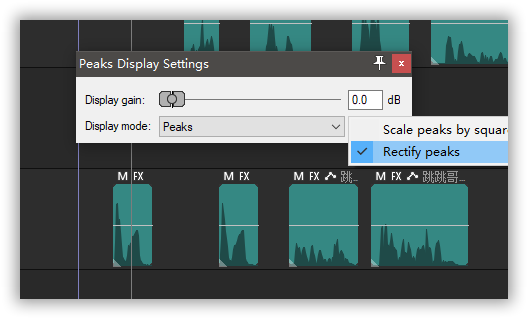 Peaks Display Settings
Display gain: 0.0 dB
Display mode: Peaks
Scale peaks by squar
Rectify peaks
M FX
M FX
M FX 跳...
M FX 跳跳哥...